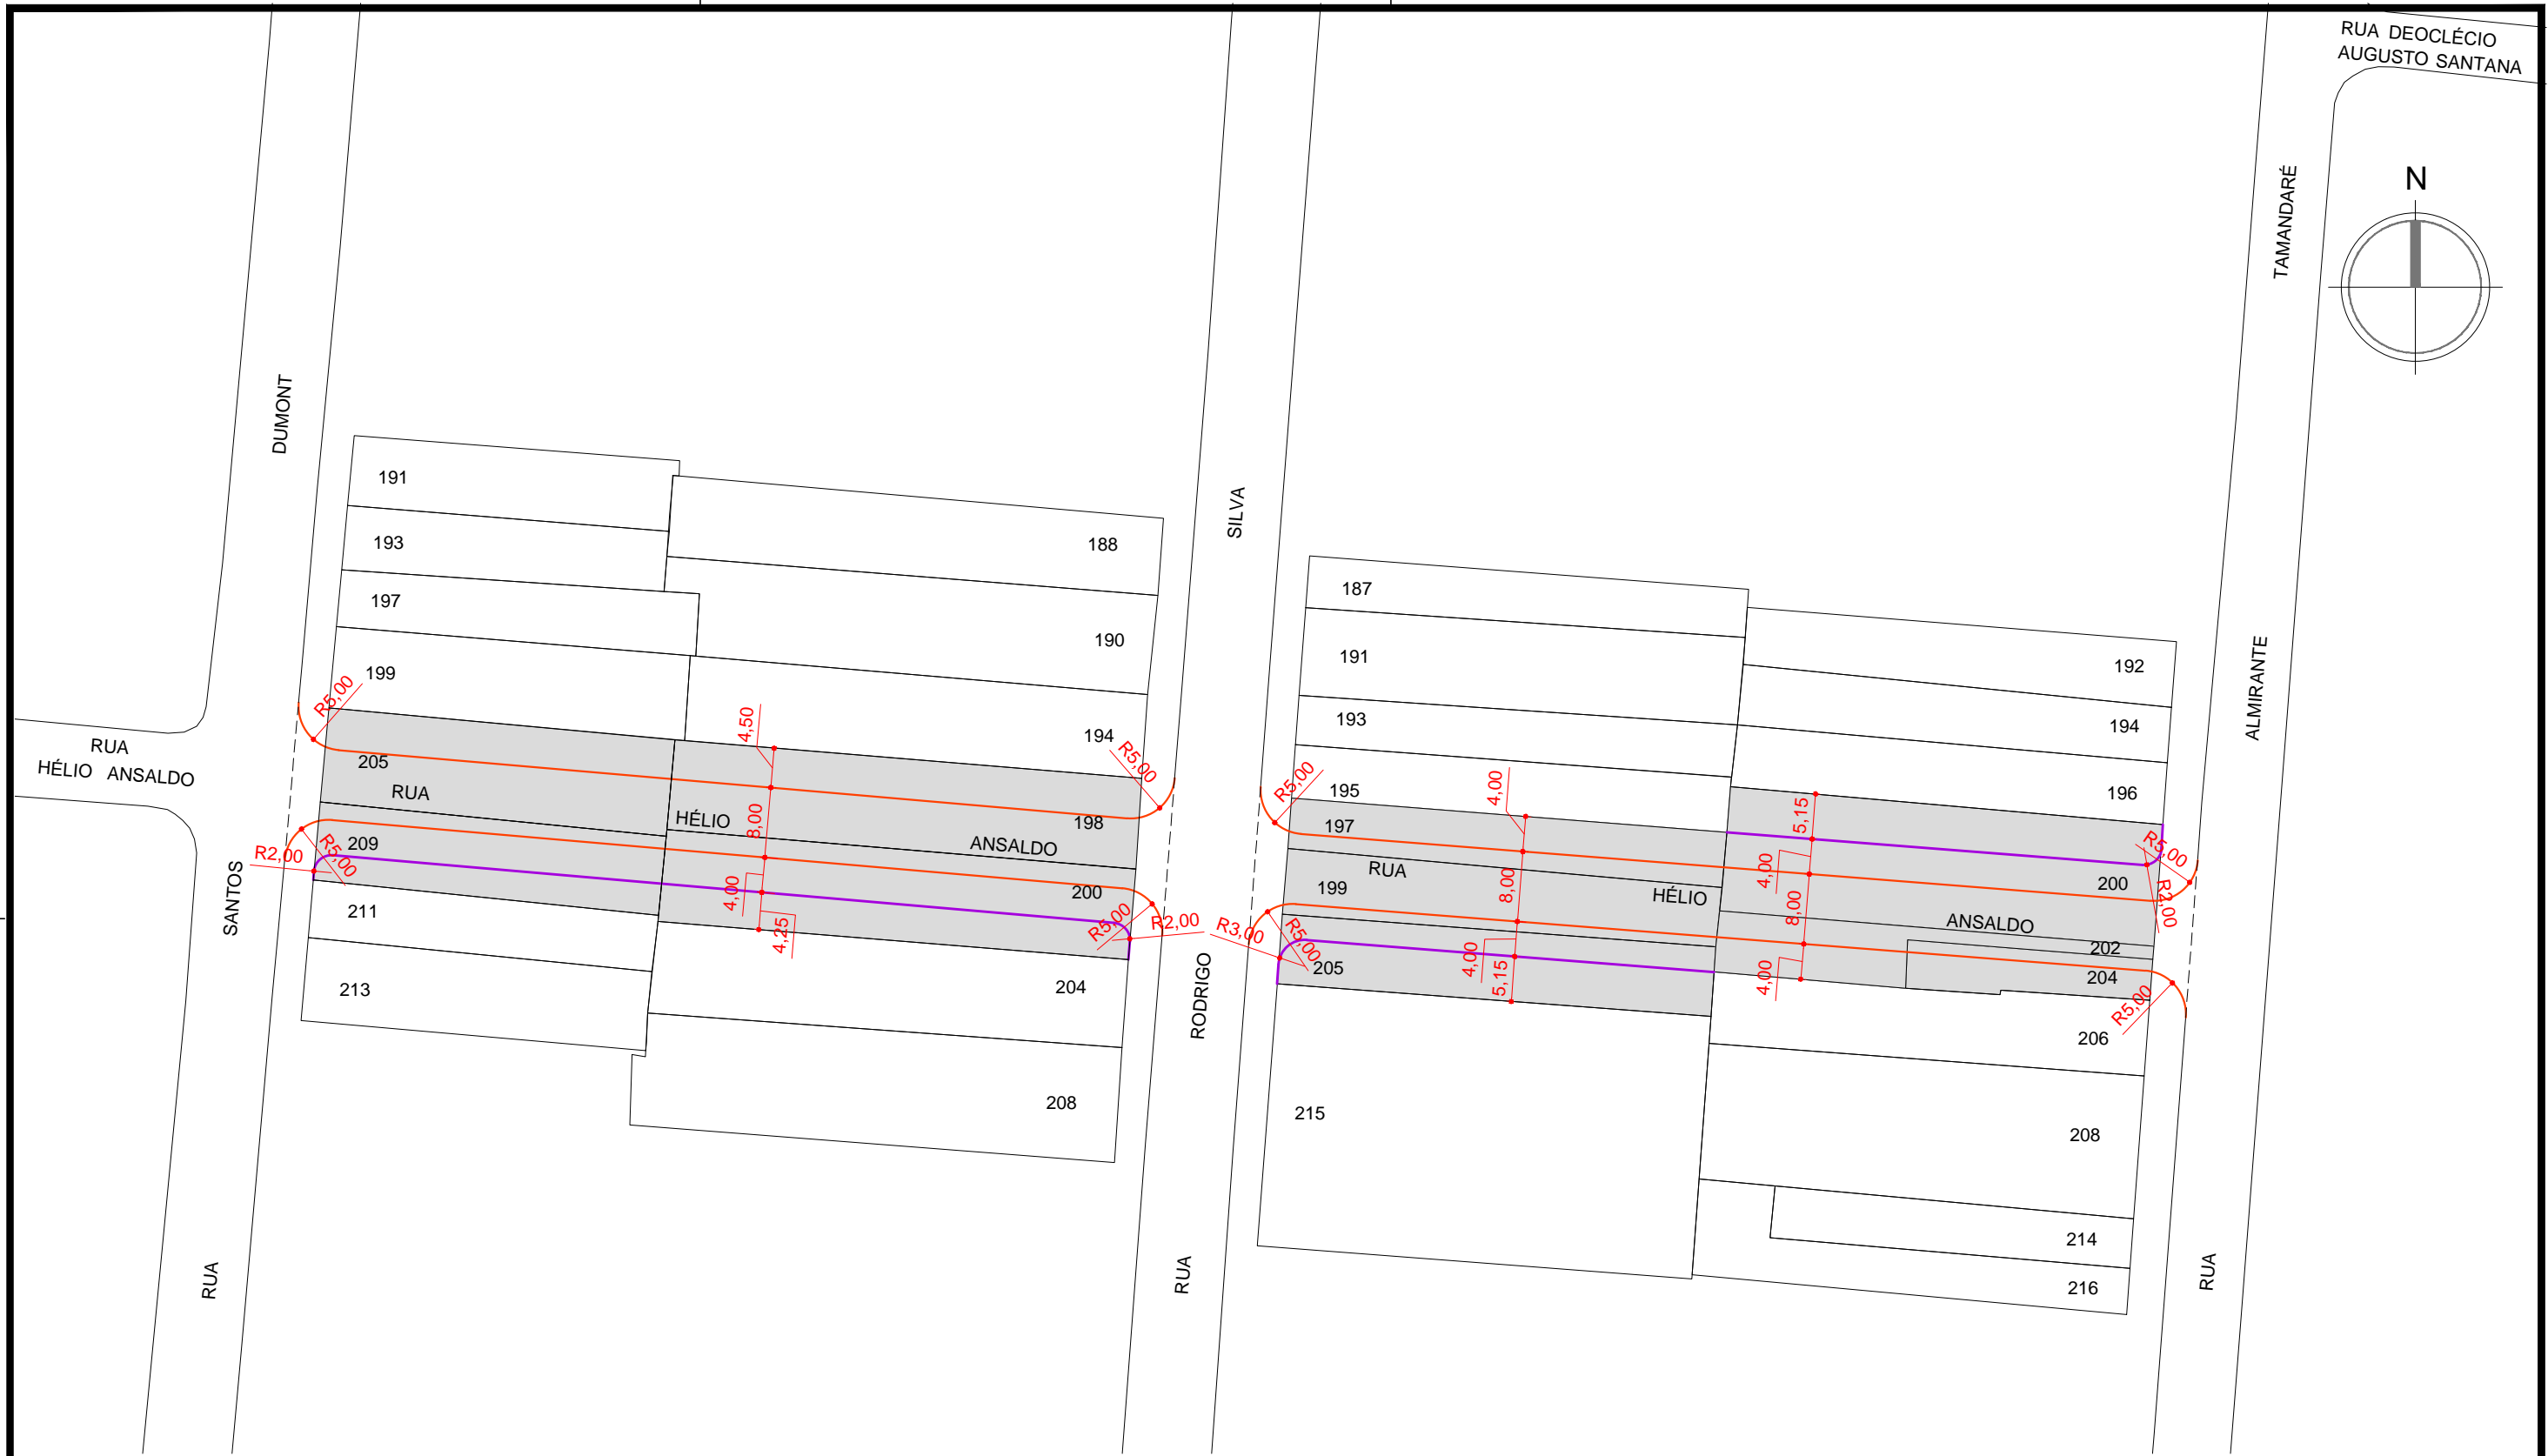 RUA DEOCLÉCIO
AUGUSTO SANTANA
N
TAMANDARÉ
ALMIRANTE
RUA
DUMONT
SANTOS
RUA
SILVA
RODRIGO
RUA
RUA
HÉLIO ANSALDO
191
193
197
199
R5,00
205
RUA
209
R2,00
R5,00
211
213
188
190
194
4,50
R5,00
198
8,00
HÉLIO
ANSALDO
200
4,00
4,25
R5,00
R2,00
204
208
187
191
193
195
R5,00
197
4,00
RUA
199
8,00
HÉLIO
R3,00
R5,00
4,00
205
5,15
215
192
194
196
5,15
R5,00
4,00
200
R2,00
8,00
ANSALDO
202
4,00
204
R5,00
206
208
214
216